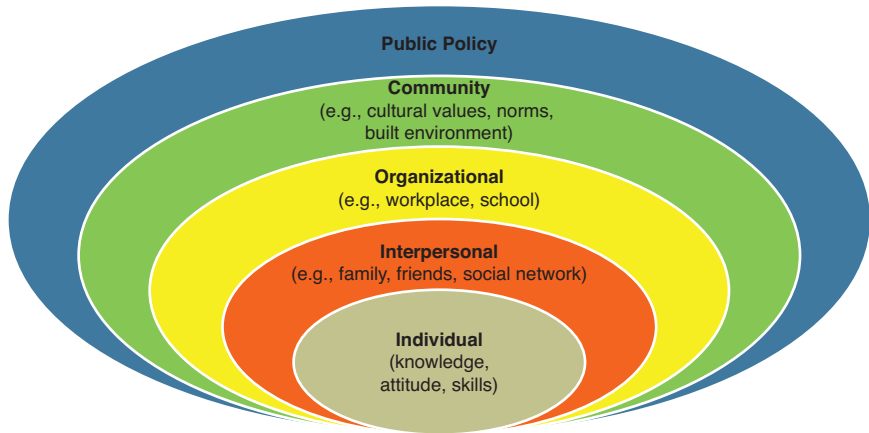 Public Policy
Community
(e.g., cultural values, norms,
built environment)
Organizational
(e.g., workplace, school)
Interpersonal
(e.g., family, friends, social network)
Individual
(knowledge,
attitude, skills)